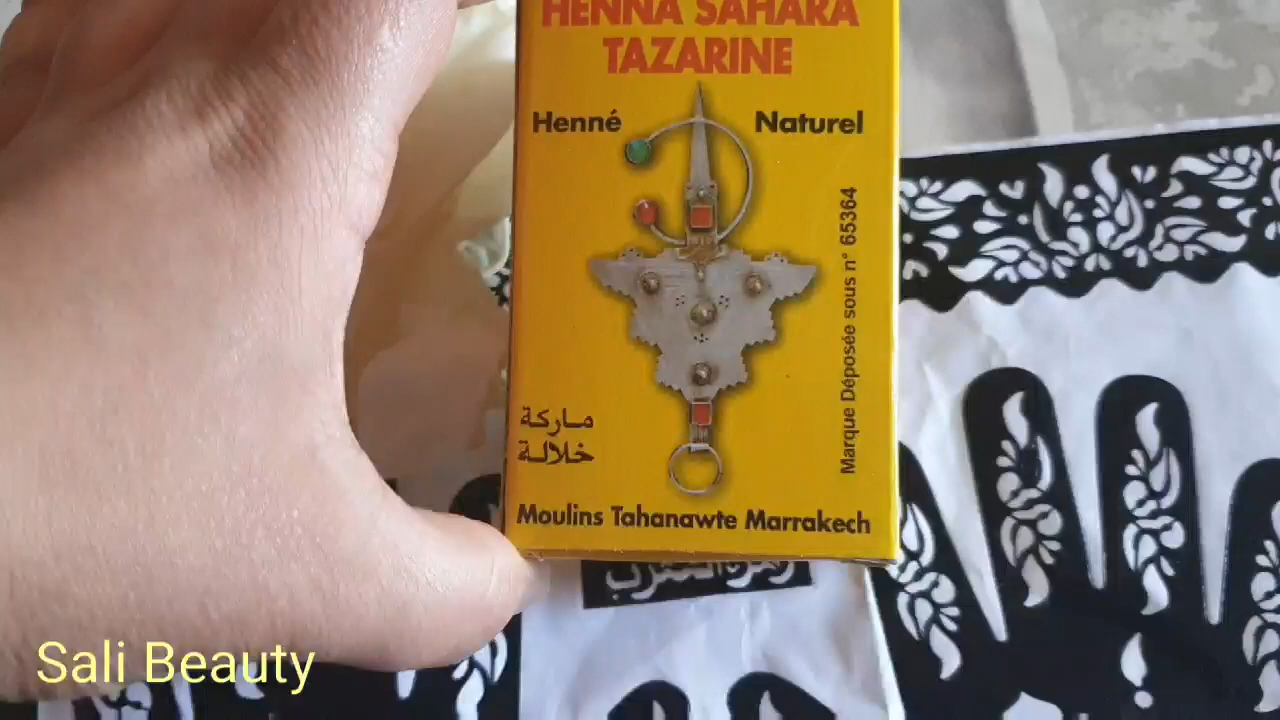 HENNA SAHARA
TAZARINE
Henné Naturel
Marque Déposée sous n° 65364
ماركة
خلالة
Moulins Tahanawte Marrakech
Sali Beauty